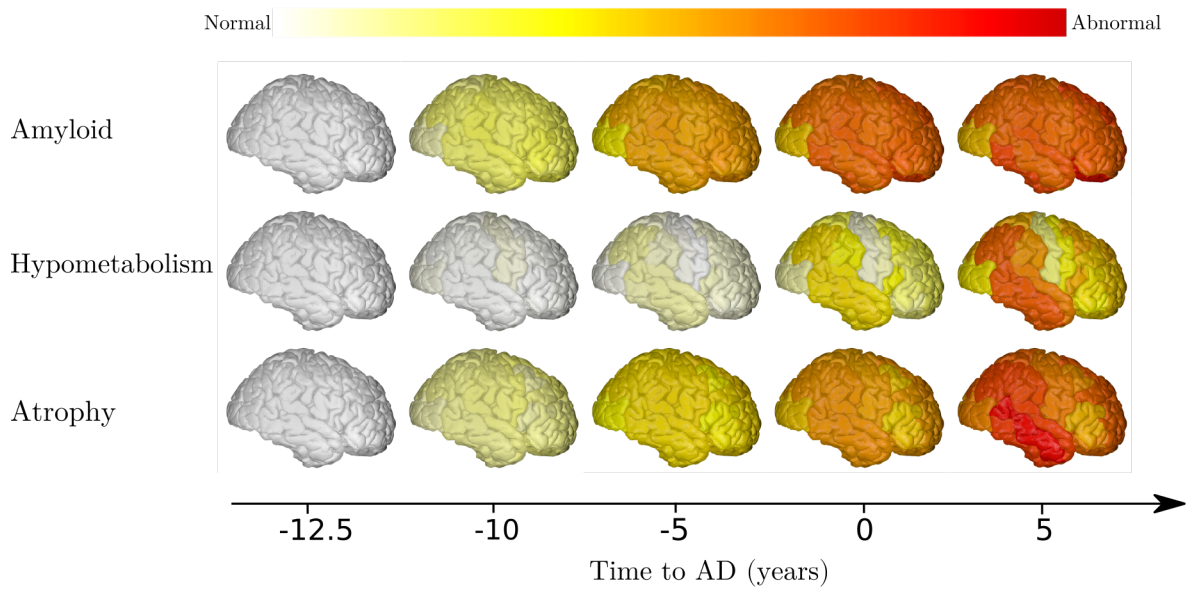 Normal Abnormal
Amyloid
Hypometabolism
Atrophy
-12.5 -10 -5 0 5
Time to AD (years)